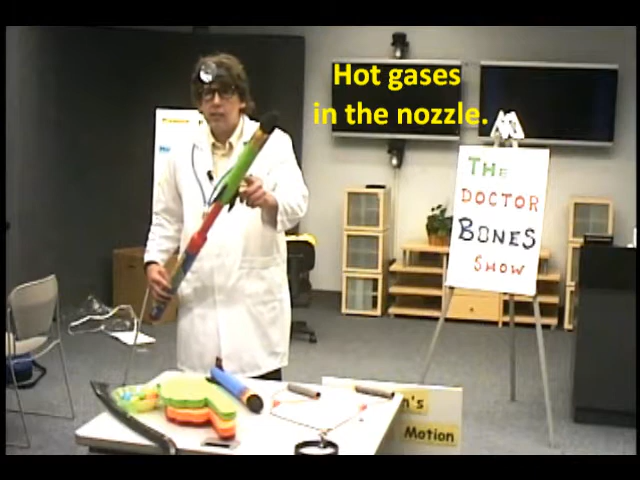 Hot gases
in the nozzle.
THE
DOCTOR
BONES
SHOW
n's
Motion